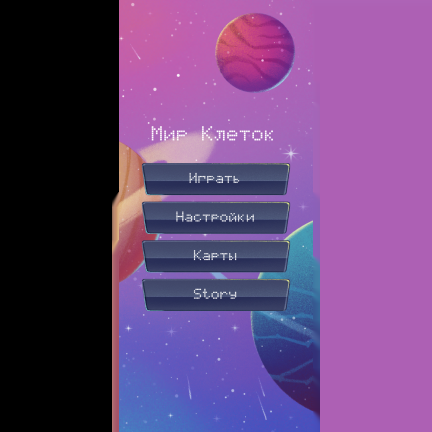 Мир Клеток
Играть
Настройки
Карты
Story